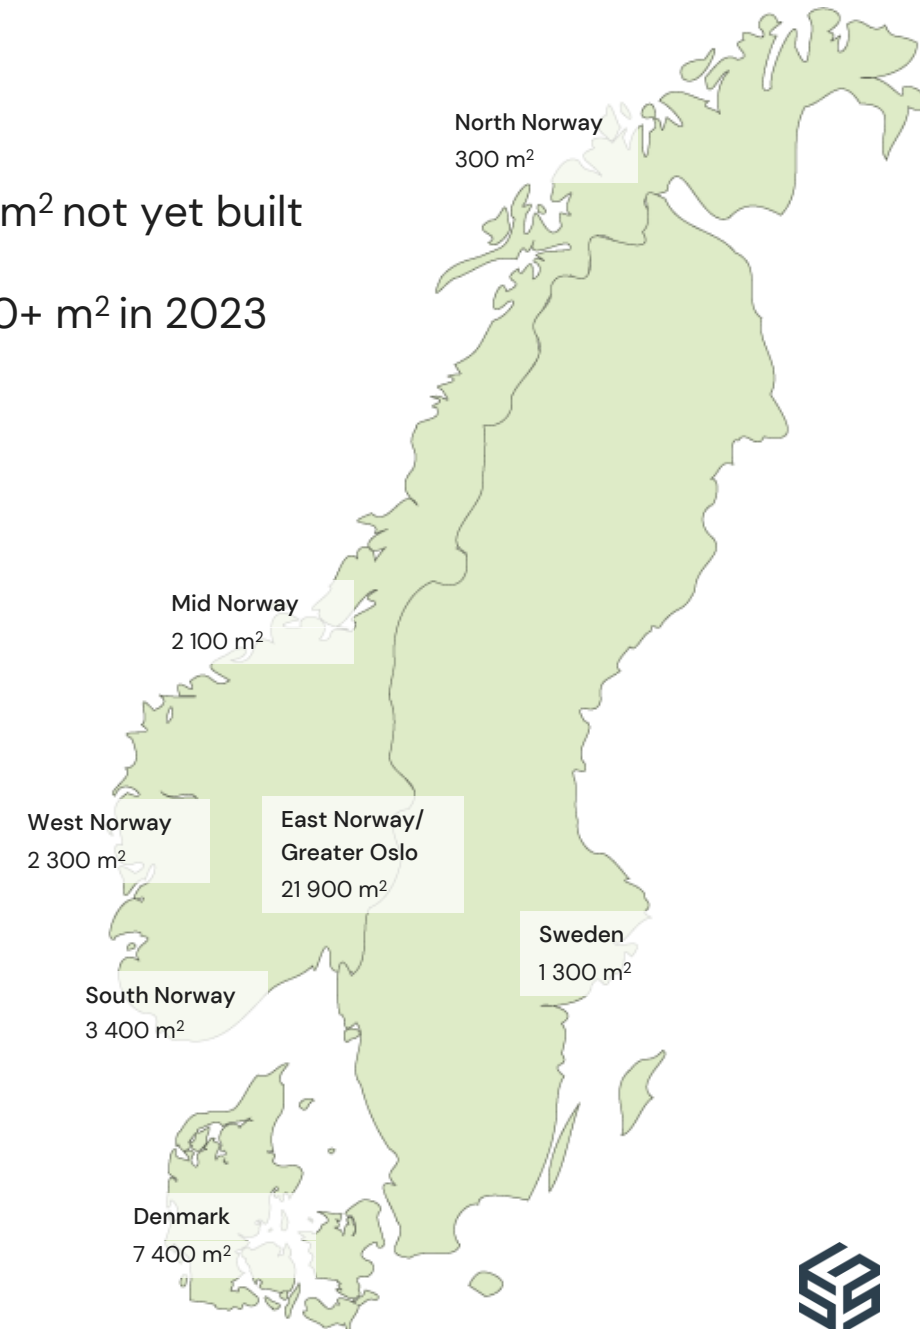 North Norway
300 m²
m² not yet built
0+ m² in 2023
Mid Norway
2 100 m²
West Norway
2 300 m²
East Norway/
Greater Oslo
21 900 m²
Sweden
1 300 m²
South Norway
3 400 m²
Denmark
7 400 m²